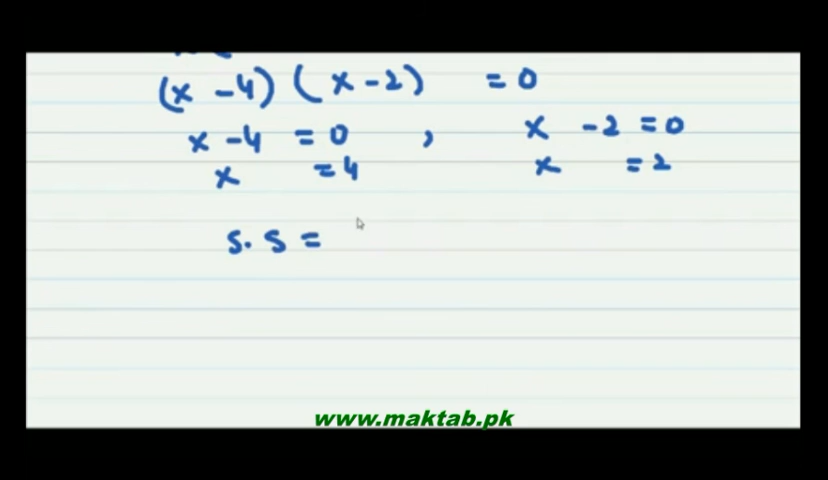 (x - 4) (x - 2) = 0
x - 4 = 0 , x - 2 = 0
x = 4 x = 2
S. S =
www.maktab.pk